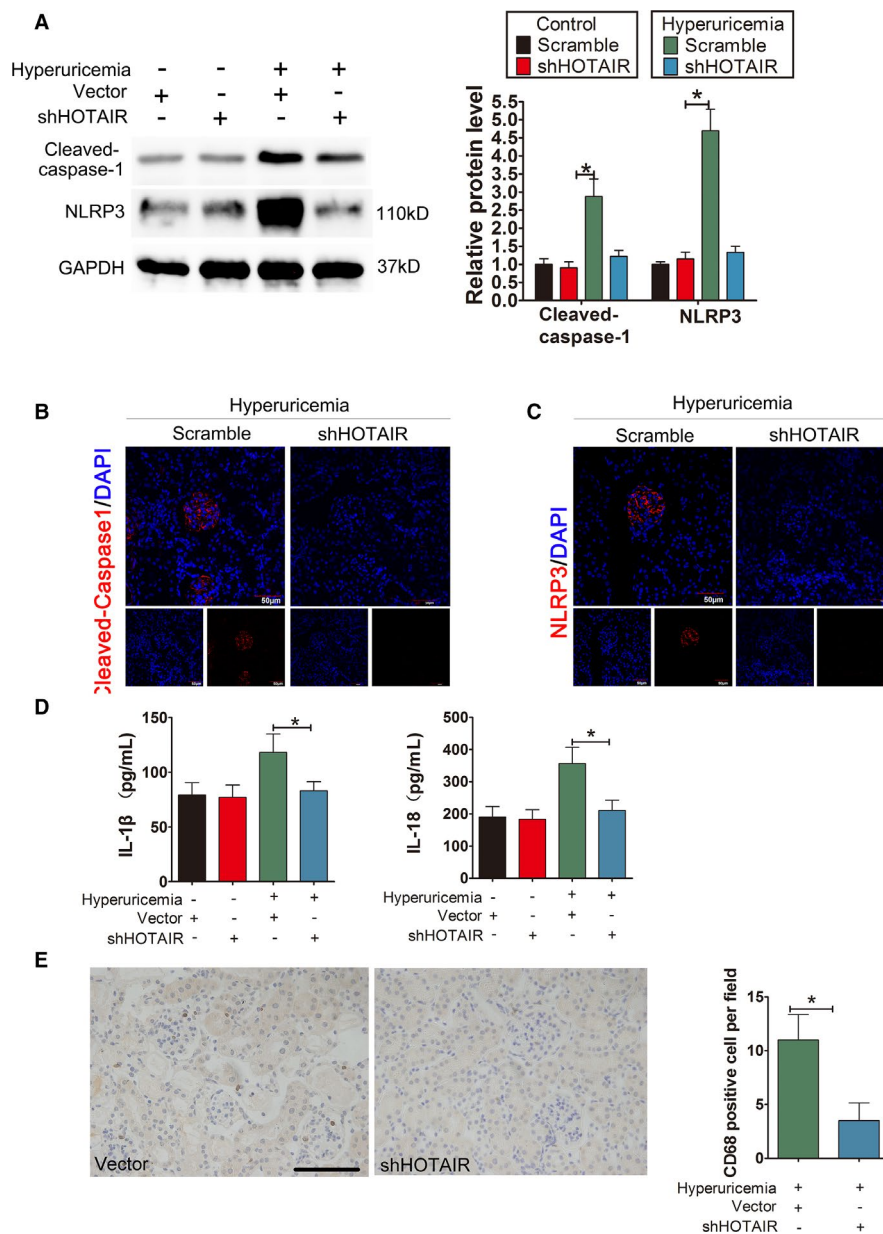 A
Hyperuricemia - - + +
Vector + - + -
shHOTAIR - + - +
Cleaved-
caspase-1
NLRP3
110kD
GAPDH
37kD
Control
Scramble
shHOTAIR
Hyperuricemia
Scramble
shHOTAIR
Relative protein level
5.5
5.0
4.5
4.0
3.5
3.0
2.5
2.0
1.5
1.0
0.5
0.0
*
*
Cleaved-
caspase-1
NLRP3
B
Hyperuricemia
Scramble shHOTAIR
Cleaved-Caspase1/DAPI
50μm
C
Hyperuricemia
Scramble shHOTAIR
NLRP3/DAPI
50μm
D
IL-1β (pg/mL)
150
100
50
0
*
Hyperuricemia - - + +
Vector + - + -
shHOTAIR - + - +
IL-18 (pg/mL)
500
400
300
200
100
0
*
Hyperuricemia - - + +
Vector + - + -
shHOTAIR - + - +
E
Vector
shHOTAIR
CD68 positive cell per field
15
10
5
0
*
Hyperuricemia + +
Vector + -
shHOTAIR - +